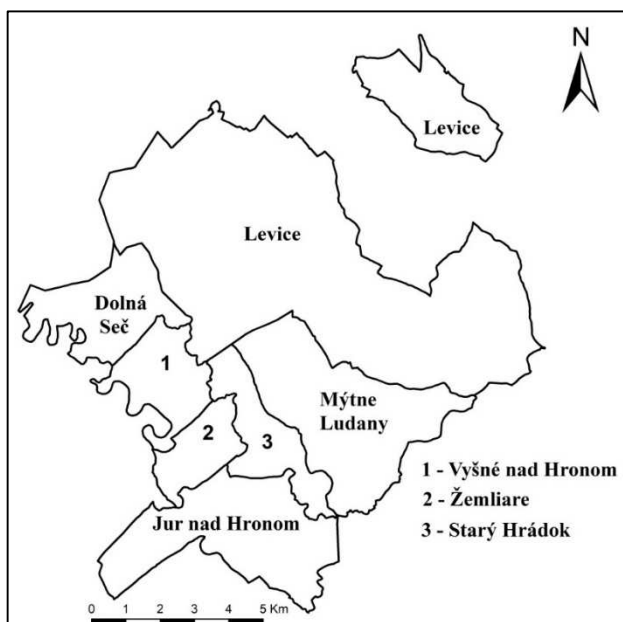 N
Levice
Levice
Dolná
Seč
1
Mýtne
Ludany
2
3
1 - Vyšné nad Hronom
2 - Žemliare
3 - Starý Hrádok
Jur nad Hronom
0 1 2 3 4 5 Km